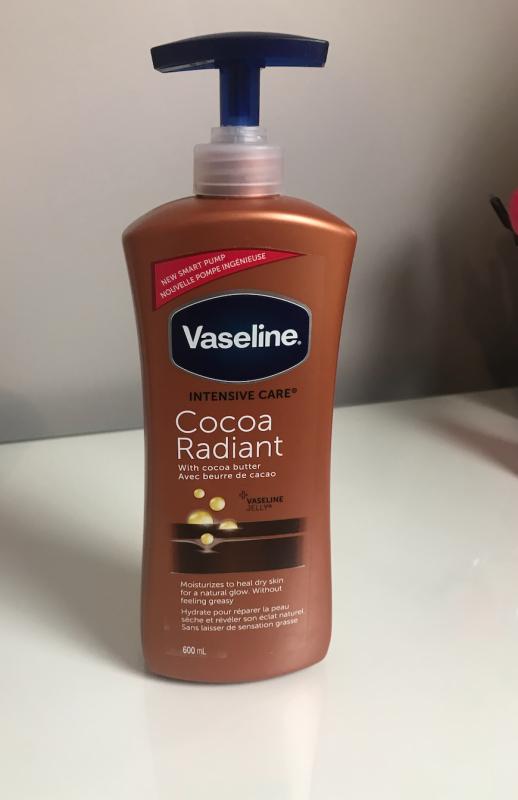 NEW SMART PUMP
NOUVELLE POMPE INGÉNIEUSE
Vaseline®
INTENSIVE CARE®
Cocoa
Radiant
With cocoa butter
Avec beurre de cacao
VASELINE
JELLY®
Moisturizes to heal dry skin
for a natural glow. Without
feeling greasy
Hydrate pour réparer la peau
sèche et révéler son éclat naturel.
Sans laisser de sensation grasse
600 mL